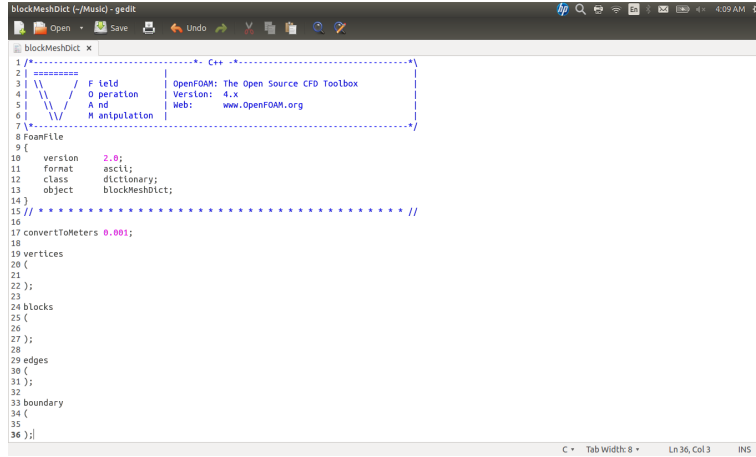 blockMeshDict (~/Music) - gedit
hp En 4:09 AM
Open Save Undo
blockMeshDict ×
1 /*--------------------------------*- C++ -*----------------------------------*\
2 | =========                 |                                                 |
3 | \\      /  F ield         | OpenFOAM: The Open Source CFD Toolbox           |
4 |  \\    /   O peration     | Version:  4.x                                   |
5 |   \\  /    A nd           | Web:      www.OpenFOAM.org                      |
6 |    \\/     M anipulation  |                                                 |
7 \*---------------------------------------------------------------------------*/
8 FoamFile
9 {
10     version     2.0;
11     format      ascii;
12     class       dictionary;
13     object      blockMeshDict;
14 }
15 // * * * * * * * * * * * * * * * * * * * * * * * * * * * * * * * * * * * * * //
16
17 convertToMeters 0.001;
18
19 vertices
20 (
21
22 );
23
24 blocks
25 (
26
27 );
28
29 edges
30 (
31 );
32
33 boundary
34 (
35
36 );
C Tab Width: 8 Ln 36, Col 3 INS